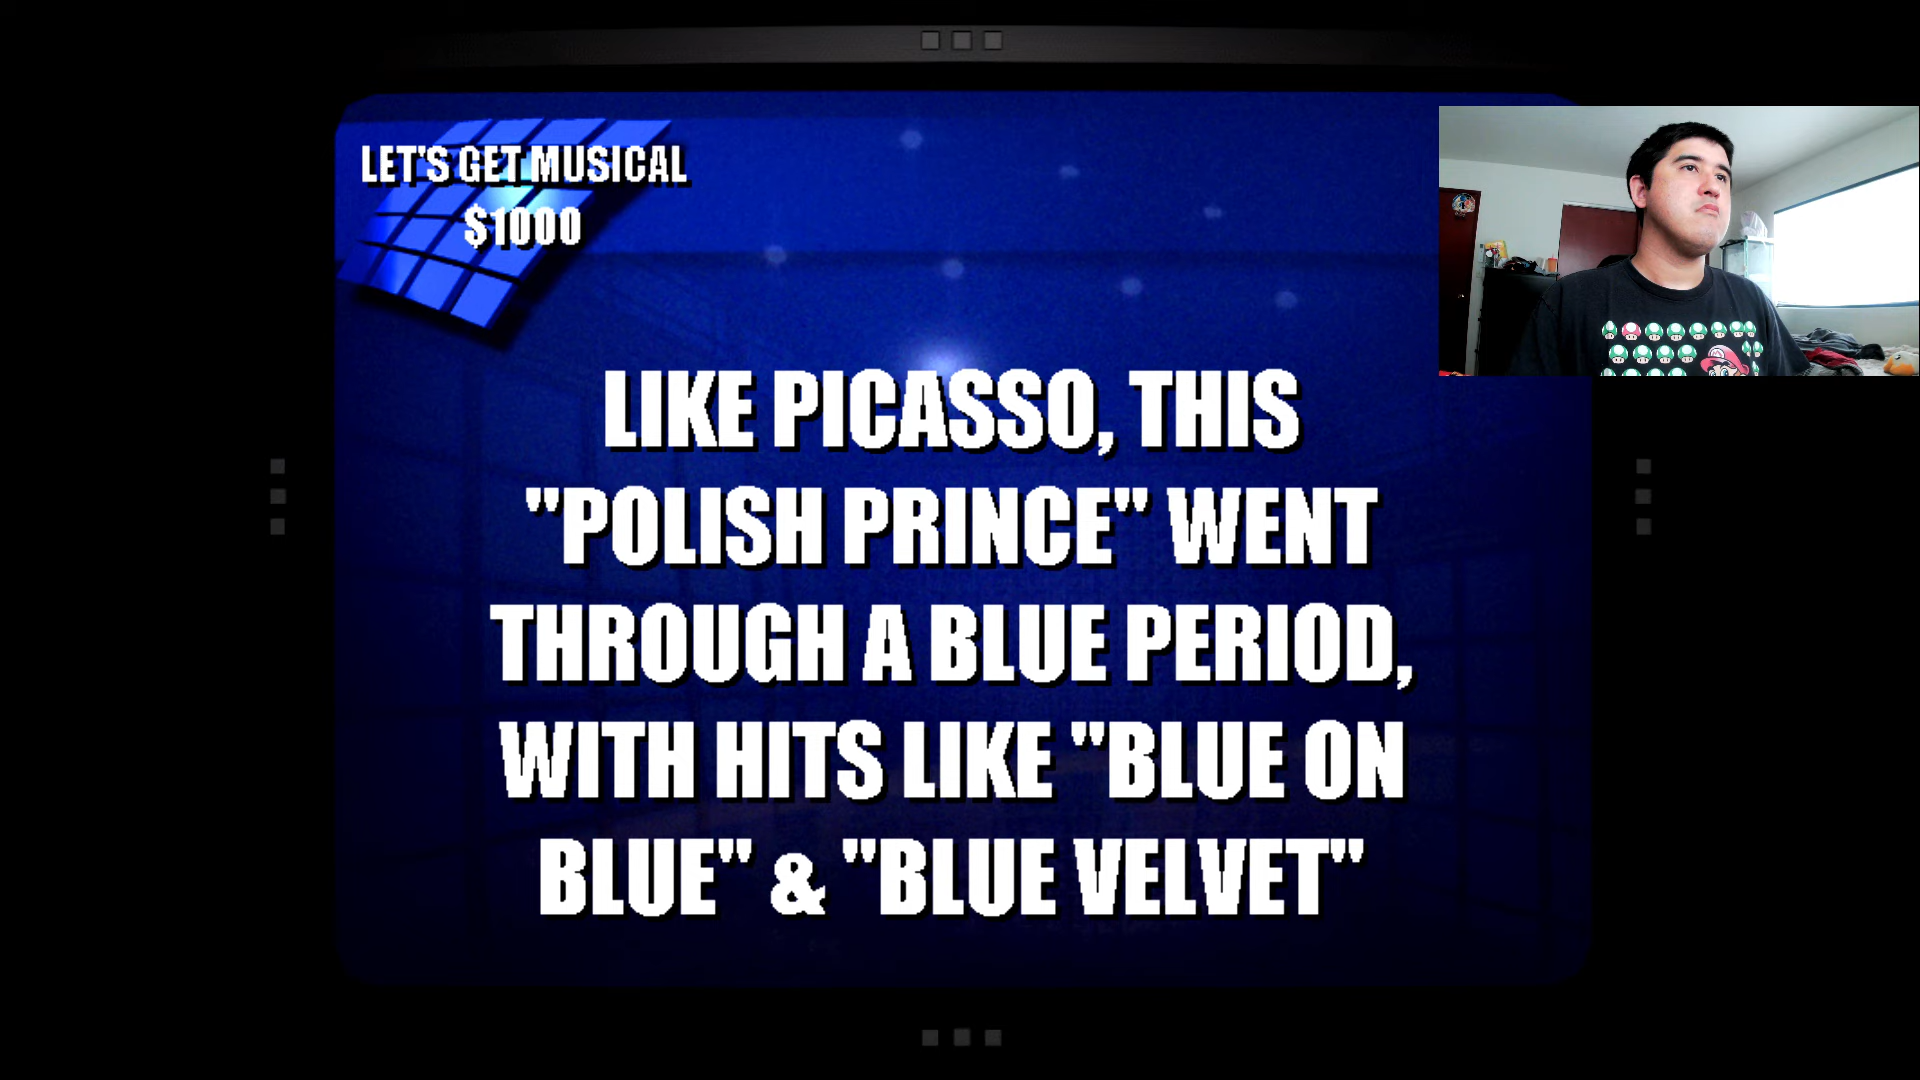 LET'S GET MUSICAL
$1000
LIKE PICASSO, THIS
"POLISH PRINCE" WENT
THROUGH A BLUE PERIOD,
WITH HITS LIKE "BLUE ON
BLUE" & "BLUE VELVET"